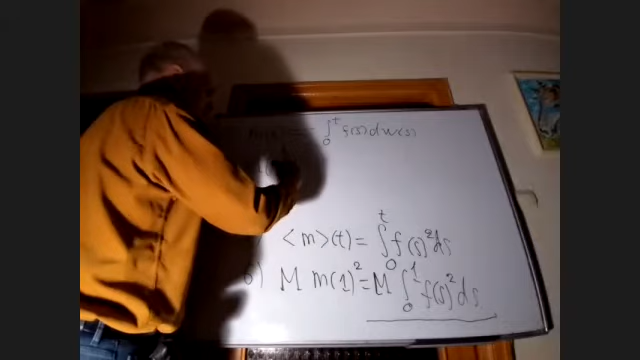 ∫₀ᵗ f(s)dw(s)
<m>(t) = ∫₀ᵗ f(s)²ds
б) M m(1)² = M ∫₀¹ f(s)²ds